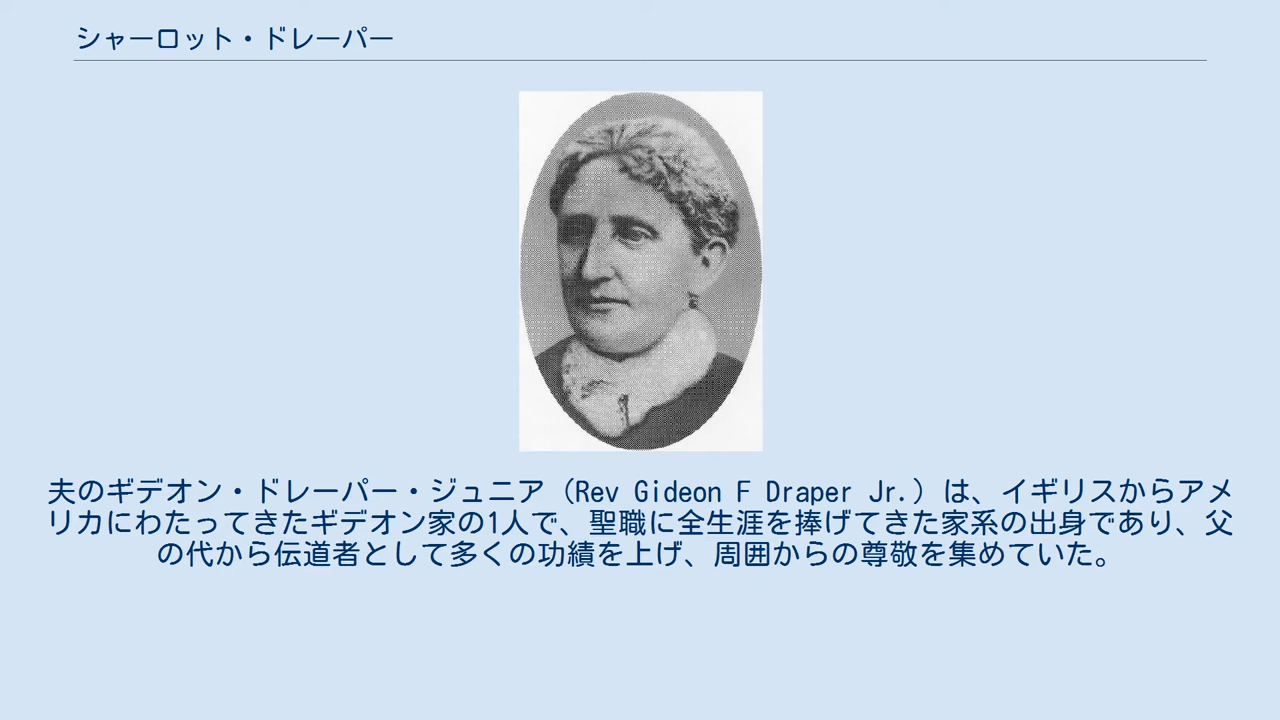 シャーロット・ドレーパー
夫のギデオン・ドレーパー・ジュニア（Rev Gideon F Draper Jr.）は、イギリスからアメ
リカにわたってきたギデオン家の1人で、聖職に全生涯を捧げてきた家系の出身であり、父
の代から伝道者として多くの功績を上げ、周囲からの尊敬を集めていた。